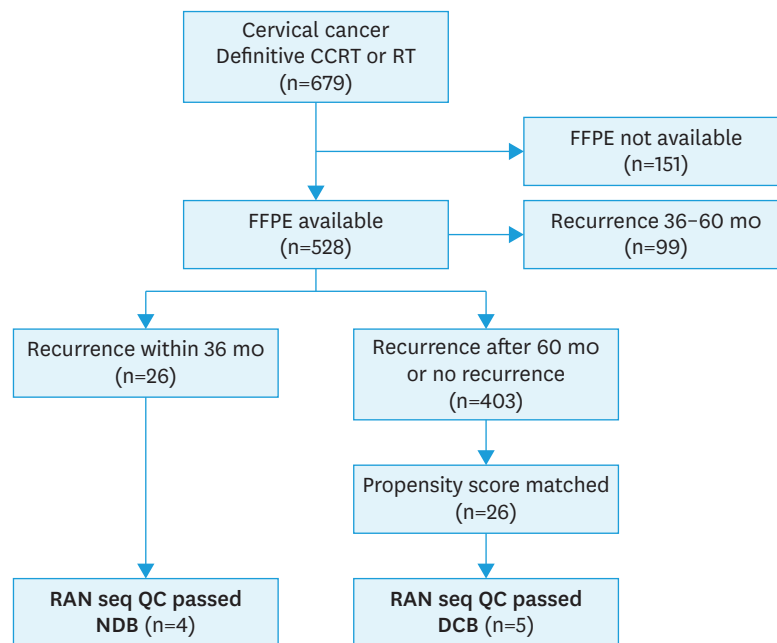 Cervical cancer
Definitive CCRT or RT
(n=679)
FFPE not available
(n=151)
FFPE available
(n=528)
Recurrence 36–60 mo
(n=99)
Recurrence within 36 mo
(n=26)
Recurrence after 60 mo
or no recurrence
(n=403)
Propensity score matched
(n=26)
RAN seq QC passed
NDB (n=4)
RAN seq QC passed
DCB (n=5)